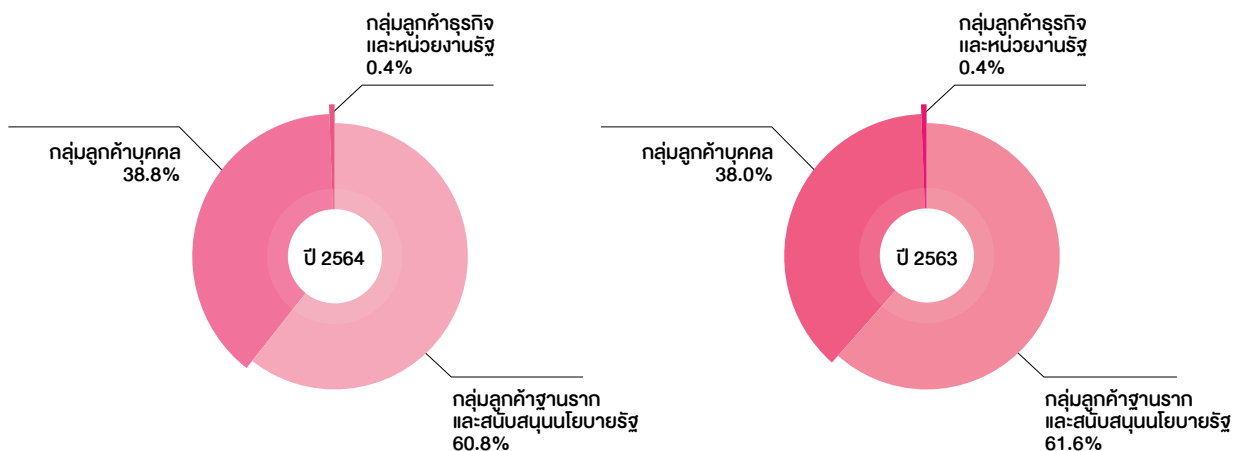 กลุ่มลูกค้าธุรกิจ
และหน่วยงานรัฐ
0.4%
กลุ่มลูกค้าบุคคล
38.8%
ปี 2564
กลุ่มลูกค้าฐานราก
และสนับสนุนนโยบายรัฐ
60.8%
กลุ่มลูกค้าธุรกิจ
และหน่วยงานรัฐ
0.4%
กลุ่มลูกค้าบุคคล
38.0%
ปี 2563
กลุ่มลูกค้าฐานราก
และสนับสนุนนโยบายรัฐ
61.6%